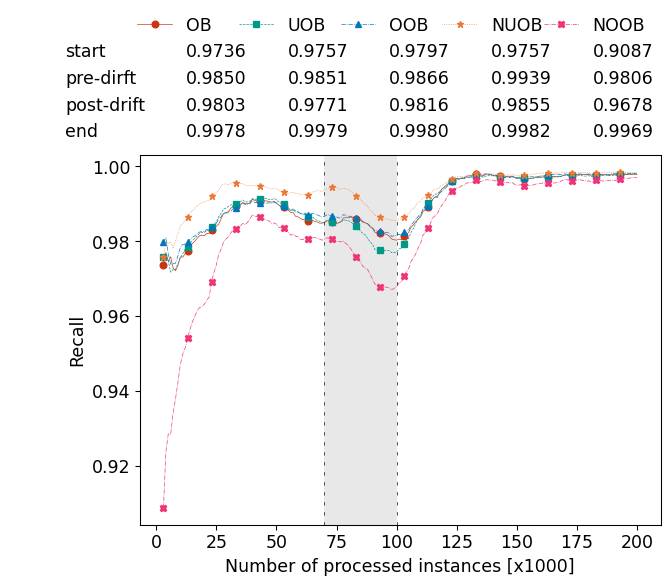 OB UOB OOB NUOB NOOB
start 0.9736 0.9757 0.9797 0.9757 0.9087
pre-dirft 0.9850 0.9851 0.9866 0.9939 0.9806
post-drift 0.9803 0.9771 0.9816 0.9855 0.9678
end 0.9978 0.9979 0.9980 0.9982 0.9969
1.00
0.98
0.96
0.94
0.92
Recall
0 25 50 75 100 125 150 175 200
Number of processed instances [x1000]